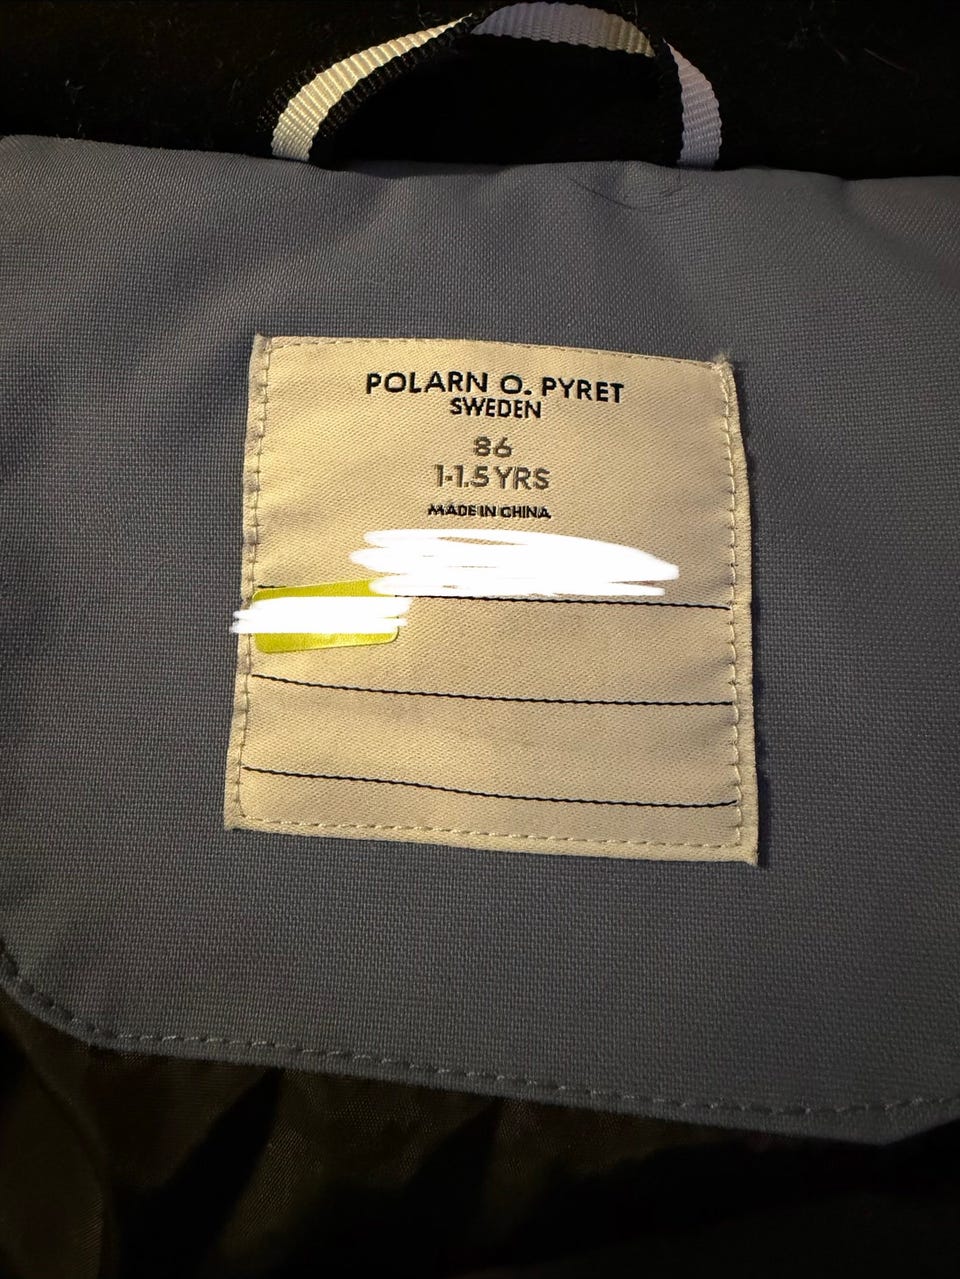 POLARN O. PYRET
SWEDEN
86
1-1.5 YRS
MADE IN CHINA